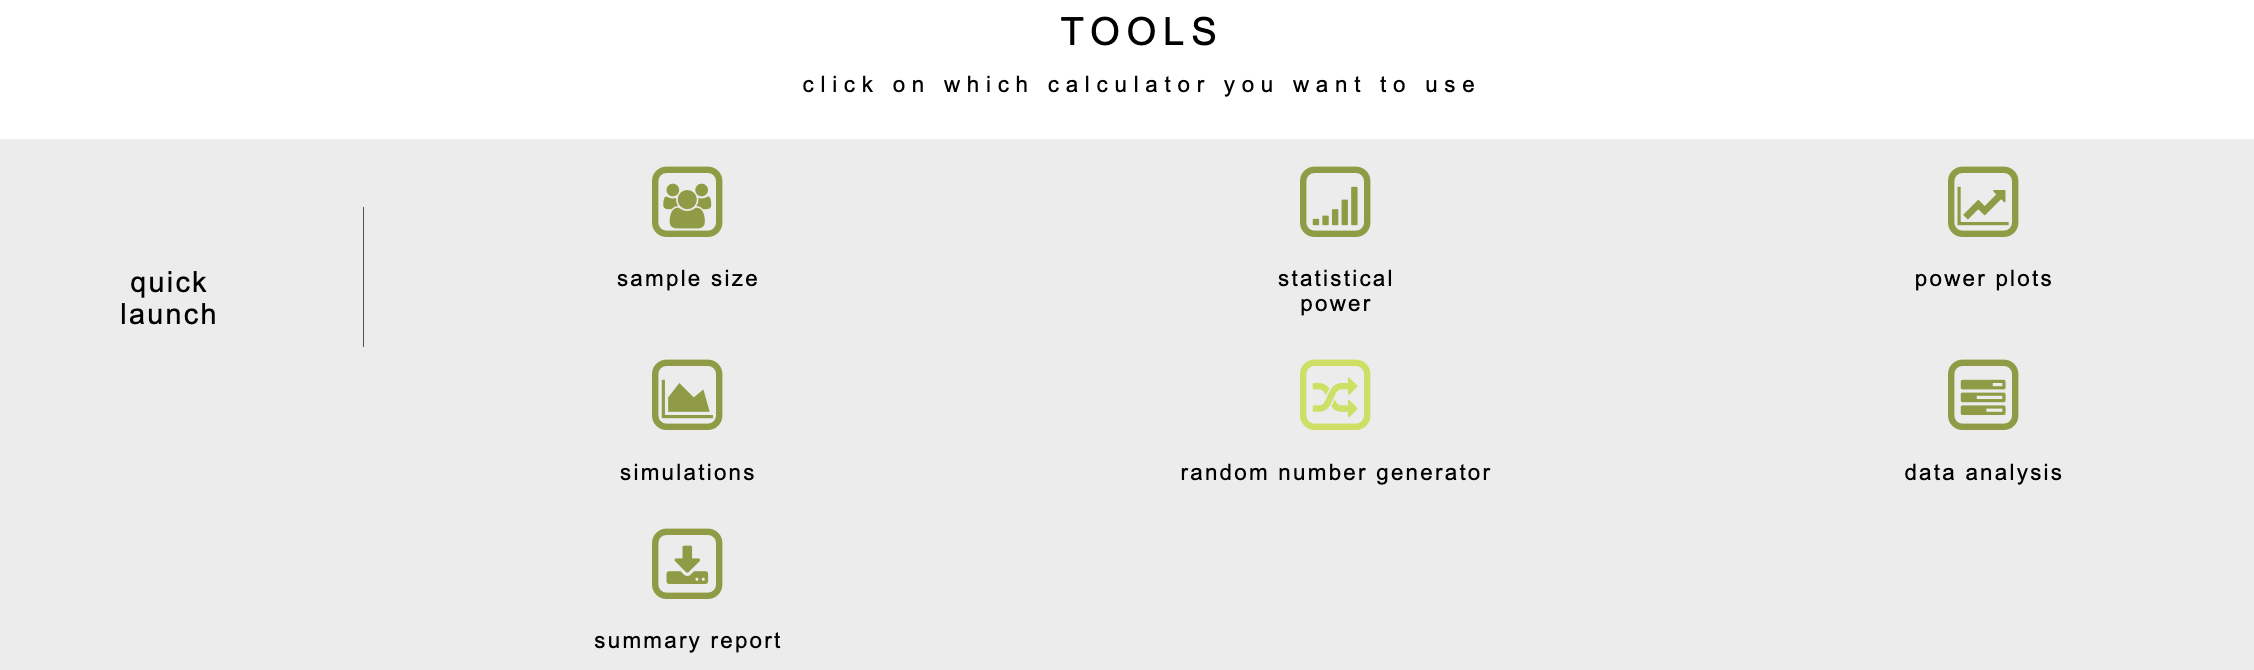 TOOLS
click on which calculator you want to use
quick
launch
sample size
statistical
power
power plots
simulations
random number generator
data analysis
summary report